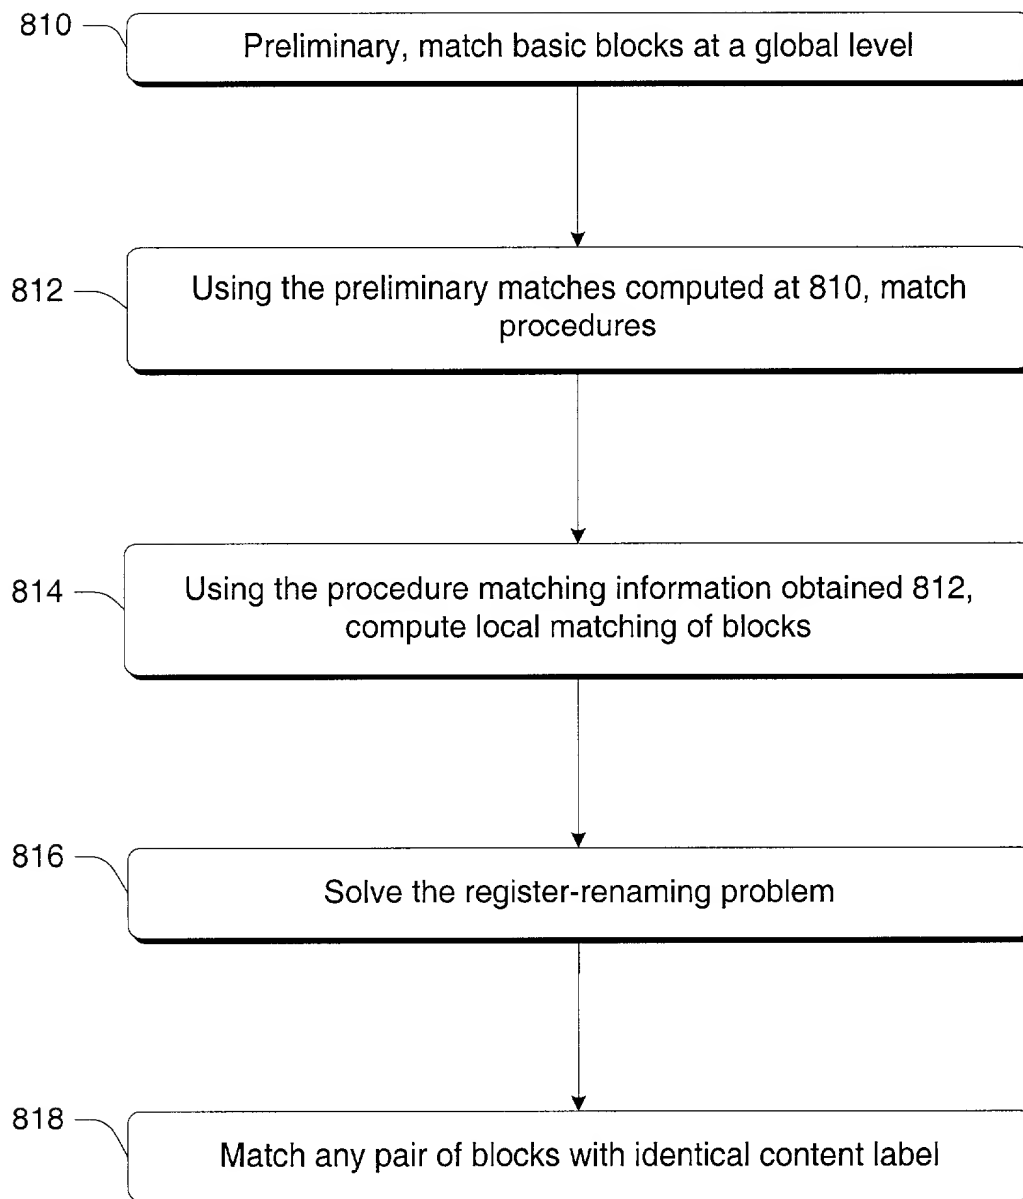 810
Preliminary, match basic blocks at a global level
812
Using the preliminary matches computed at 810, match
procedures
814
Using the procedure matching information obtained 812,
compute local matching of blocks
816
Solve the register-renaming problem
818
Match any pair of blocks with identical content label